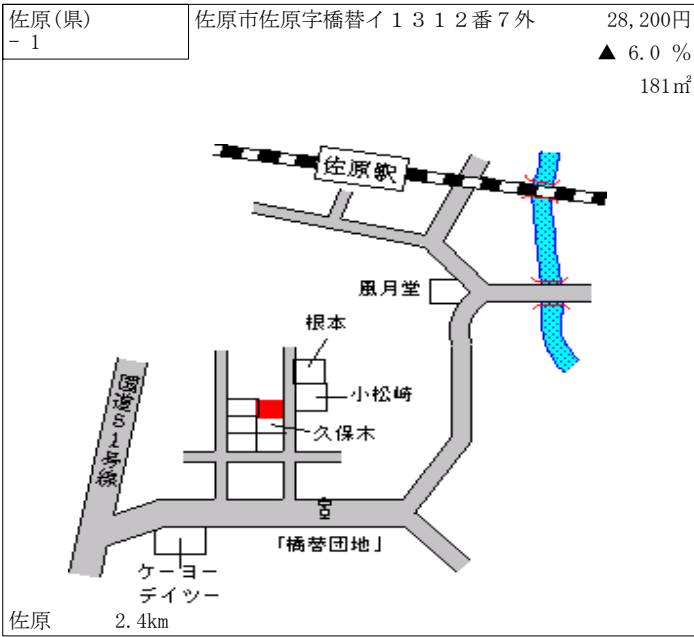 佐原(県)
- 1
佐原市佐原字橋替イ1312番7外
28,200円
▲ 6.0 %
181㎡
佐原駅
風月堂
根本
小松崎
久保木
国道51号線
「橋替団地」
ケーヨー
デイツー
佐原 2.4km